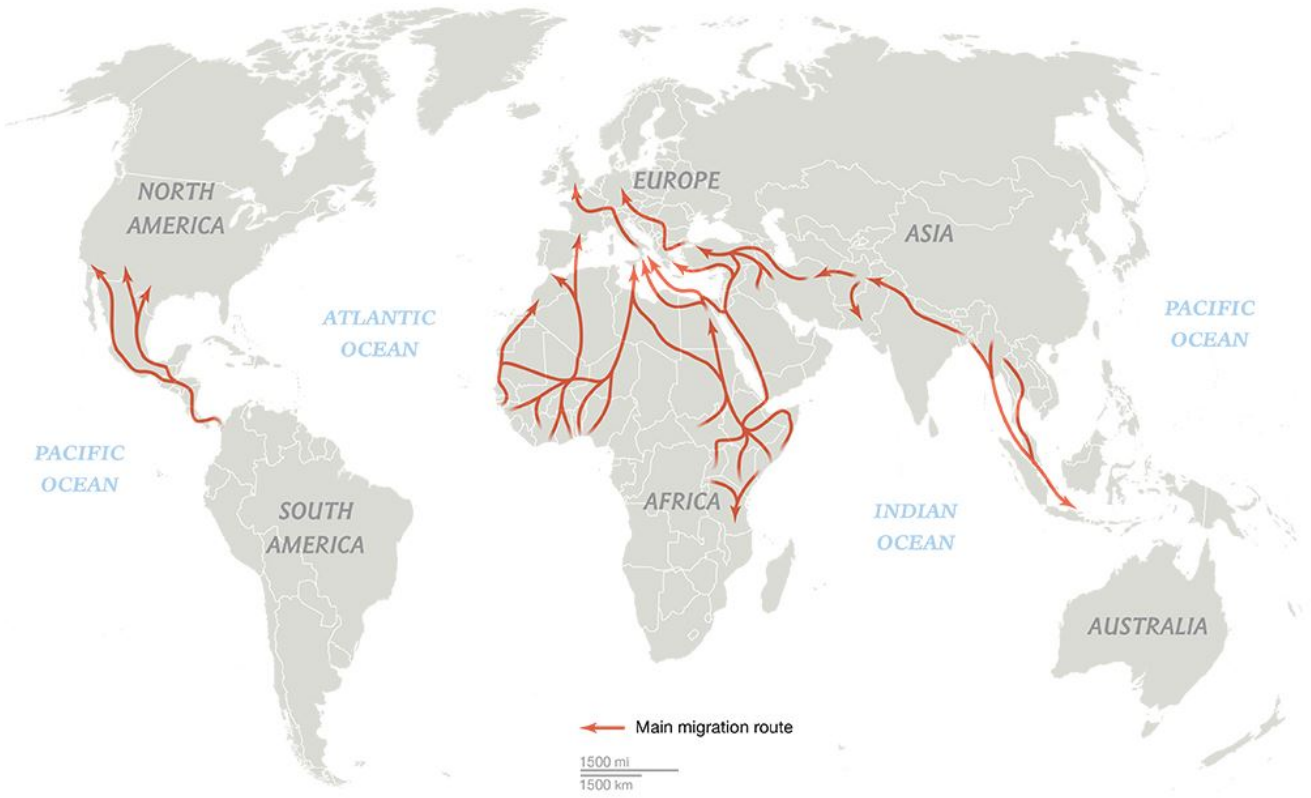 NORTH
AMERICA
EUROPE
ASIA
ATLANTIC
OCEAN
PACIFIC
OCEAN
PACIFIC
OCEAN
SOUTH
AMERICA
AFRICA
INDIAN
OCEAN
AUSTRALIA
Main migration route
1500 mi
1500 km